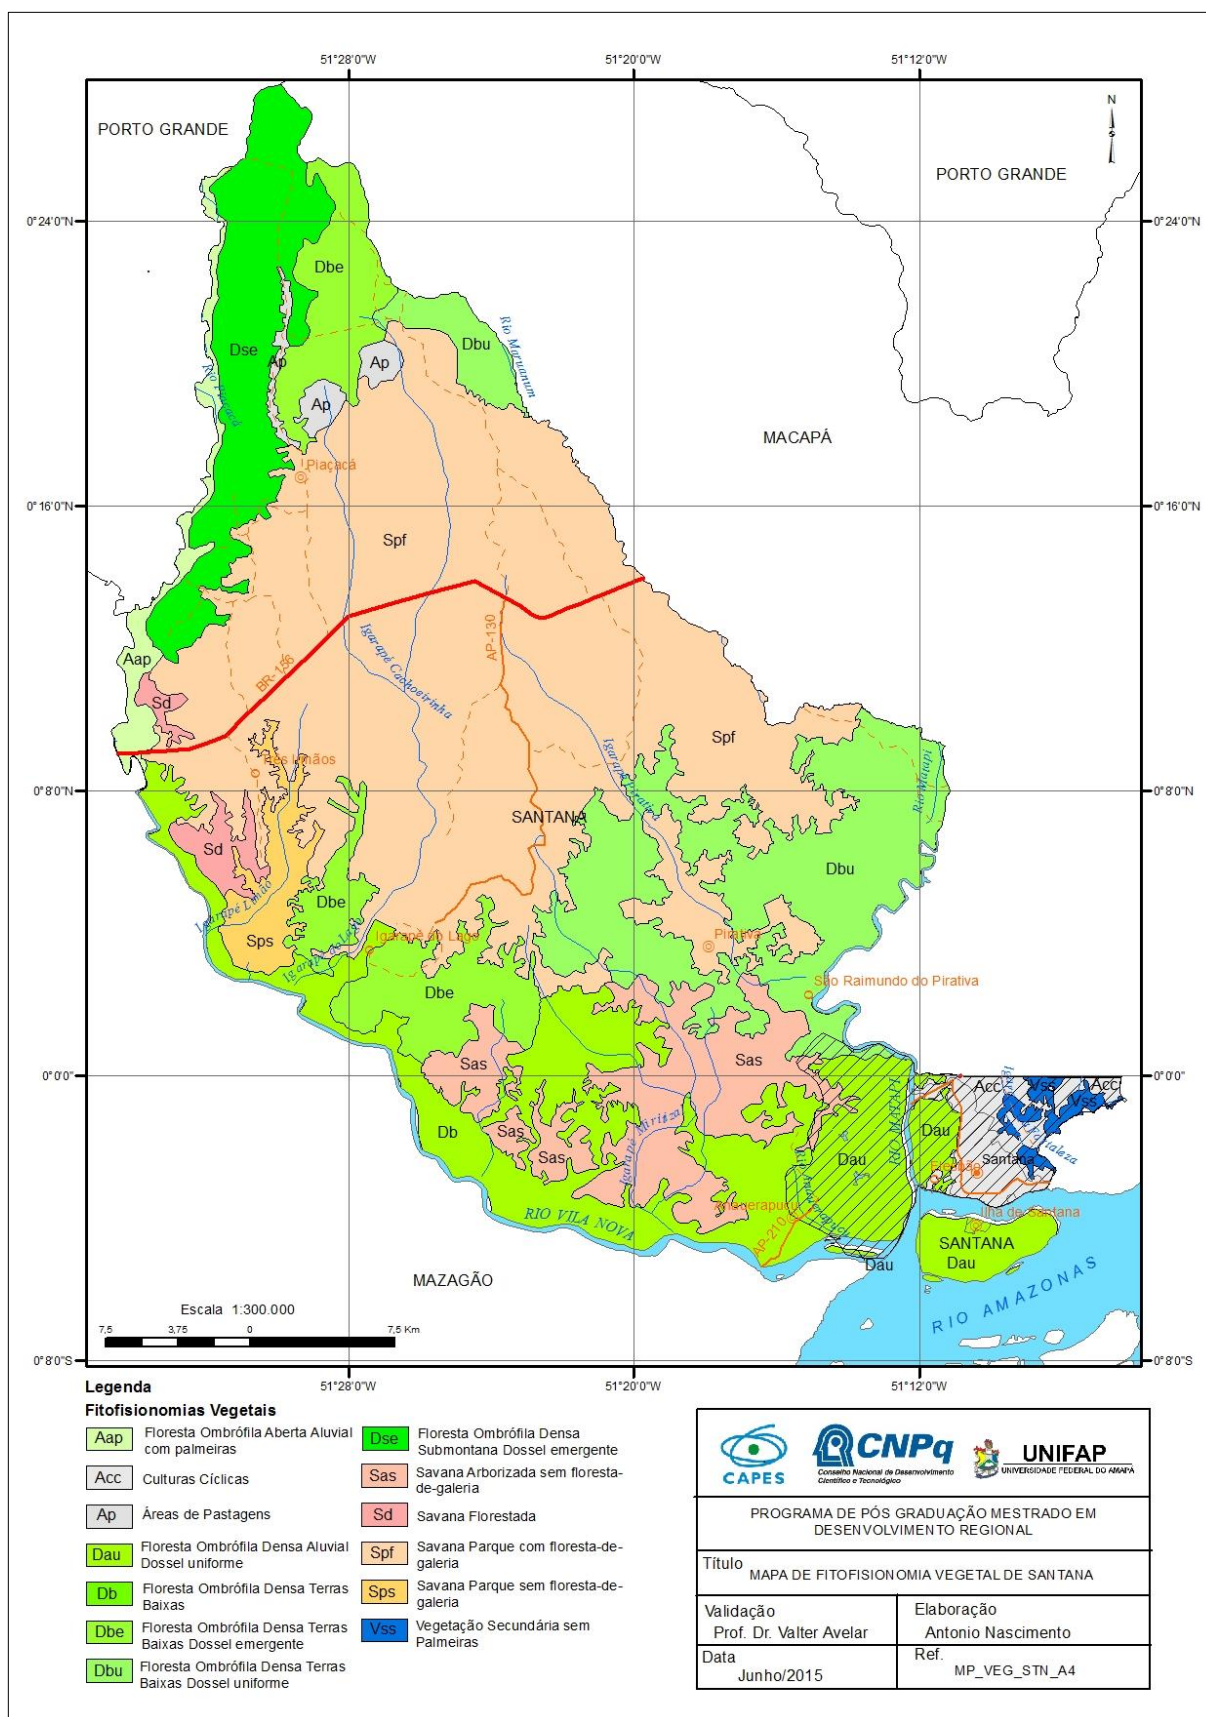 51°28'0"W
51°20'0"W
51°12'0"W
PORTO GRANDE
N
S
PORTO GRANDE
0°24'0"N
0°24'0"N
Dbe
Rio Maruanum
Dbu
Dse
Ap
Ap
Ap
MACAPÁ
Piaçacá
0°16'0"N
0°16'0"N
Spf
AP-130
Igarapé Cachoeirinha
Aap
BR-156
Sd
Spf
Igarapé Pirativa
Rio Matapi
0°8'0"N
0°8'0"N
SANTANA
Sd
Dbu
Dbe
Igarapé Limão
Sps
Igarapé do Lago
Igarapé do Lago
Pirativa
São Raimundo do Pirativa
Dbe
Sas
Sas
0°0'0"
0°0'0"
Acc
Vss
Acc
Vss
RIO MATAPI
Db
Sas
Sas
Dau
Dau
Santana
Anauerapucu
Ilha de Santana
RIO VILA NOVA
AP-210
SANTANA
Dau
Dau
MAZAGÃO
RIO AMAZONAS
Escala 1:300.000
7,5 3,75 0 7,5 Km
0°8'0"S
0°8'0"S
51°28'0"W
51°20'0"W
51°12'0"W
Legenda
Fitofisionomias Vegetais
Aap Floresta Ombrófila Aberta Aluvial
com palmeiras
Acc Culturas Cíclicas
Ap Áreas de Pastagens
Dau Floresta Ombrófila Densa Aluvial
Dossel uniforme
Db Floresta Ombrófila Densa Terras
Baixas
Dbe Floresta Ombrófila Densa Terras
Baixas Dossel emergente
Dbu Floresta Ombrófila Densa Terras
Baixas Dossel uniforme
Dse Floresta Ombrófila Densa
Submontana Dossel emergente
Sas Savana Arborizada sem floresta-
de-galeria
Sd Savana Florestada
Spf Savana Parque com floresta-de-
galeria
Sps Savana Parque sem floresta-de-
galeria
Vss Vegetação Secundária sem
Palmeiras
CAPES
CNPq
Conselho Nacional de Desenvolvimento
Científico e Tecnológico
UNIFAP
UNIVERSIDADE FEDERAL DO AMAPÁ
PROGRAMA DE PÓS GRADUAÇÃO MESTRADO EM
DESENVOLVIMENTO REGIONAL
Título
MAPA DE FITOFISIONOMIA VEGETAL DE SANTANA
Validação
Prof. Dr. Valter Avelar
Elaboração
Antonio Nascimento
Data
Junho/2015
Ref.
MP_VEG_STN_A4